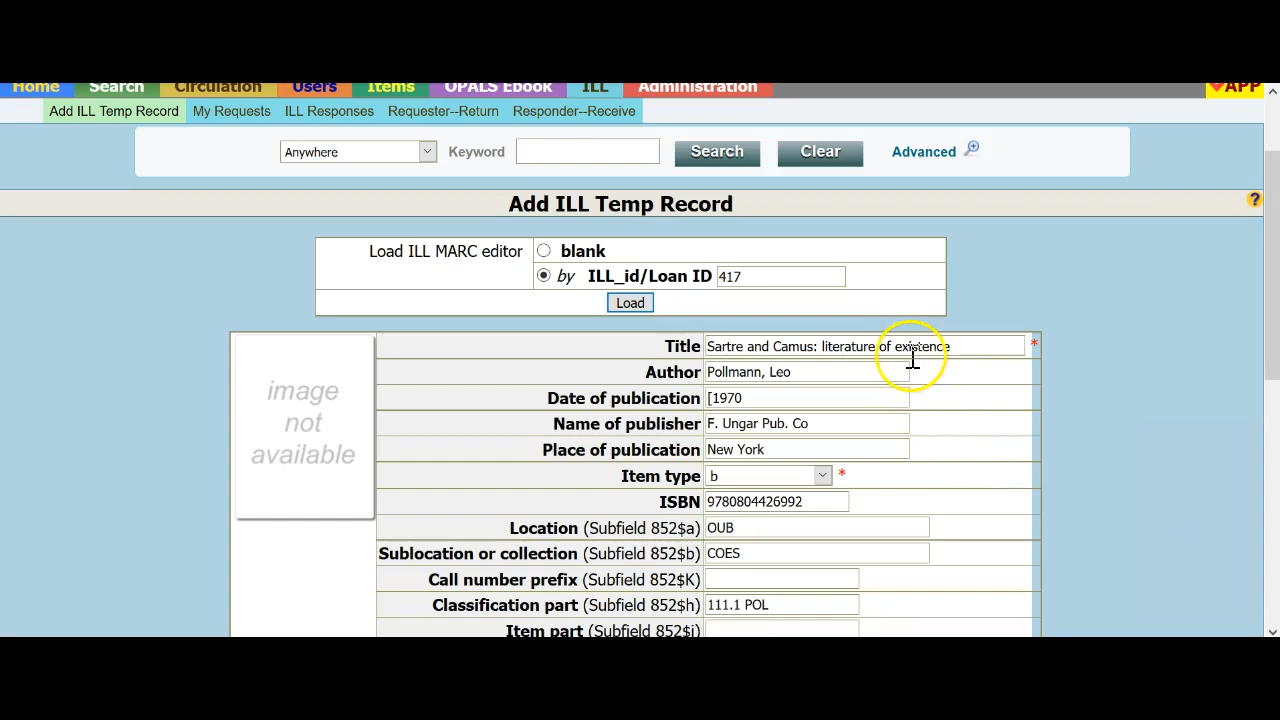 Home Search Circulation Users Items OPALS Ebook ILL Administration APP
Add ILL Temp Record My Requests ILL Responses Requester--Return Responder--Receive
Anywhere Keyword Search Clear Advanced
Add ILL Temp Record ?
Load ILL MARC editor blank
by ILL_id/Loan ID 417
Load
image
not
available
Title Sartre and Camus: literature of existence *
Author Pollmann, Leo
Date of publication [1970
Name of publisher F. Ungar Pub. Co
Place of publication New York
Item type b *
ISBN 9780804426992
Location (Subfield 852$a) OUB
Sublocation or collection (Subfield 852$b) COES
Call number prefix (Subfield 852$K)
Classification part (Subfield 852$h) 111.1 POL
Item part (Subfield 852$i)